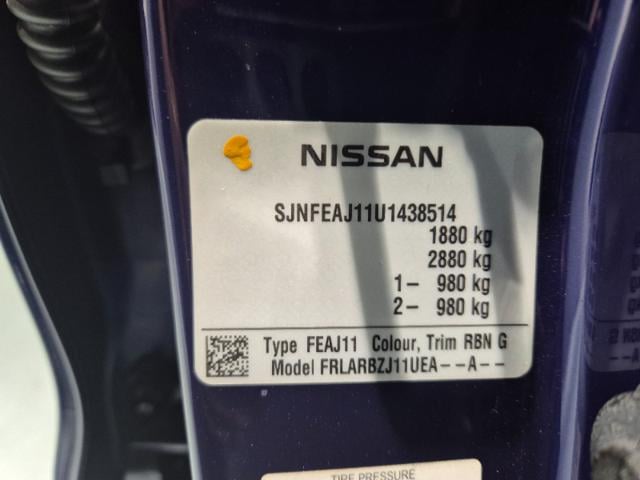 NISSAN
SJNFEAJ11U1438514
1880 kg
2880 kg
1– 980 kg
2– 980 kg
Type FEAJ11 Colour, Trim RBN G
Model FRLARBZJ11UEA--A--
TIRE PRESSURE